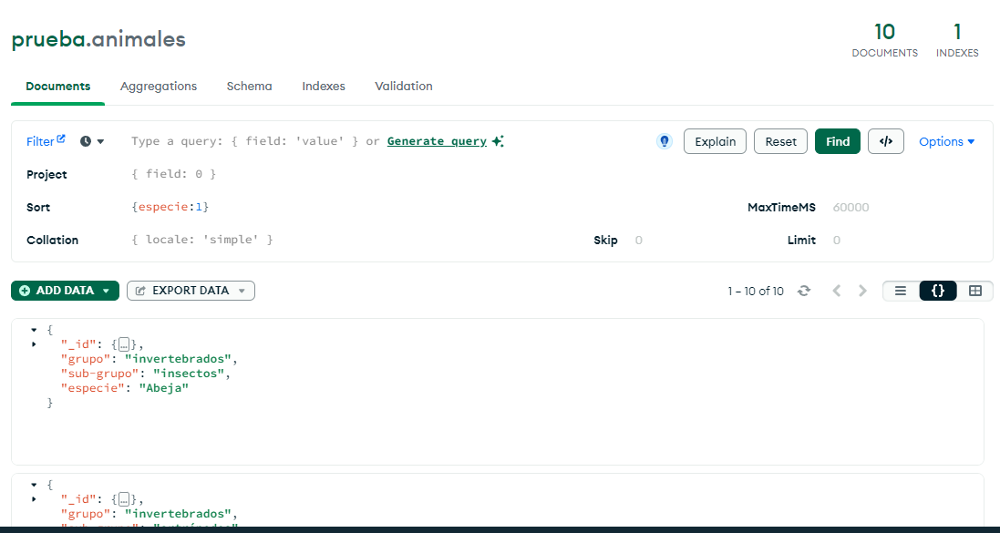 prueba.animales
10 DOCUMENTS
1 INDEXES
Documents Aggregations Schema Indexes Validation
Filter Type a query: { field: 'value' } or Generate query Explain Reset Find </> Options
Project { field: 0 }
Sort {especie:1} MaxTimeMS 60000
Collation { locale: 'simple' } Skip 0 Limit 0
ADD DATA EXPORT DATA 1 – 10 of 10 {}
{
"_id": {…},
"grupo": "invertebrados",
"sub-grupo": "insectos",
"especie": "Abeja"
}
{
"_id": {…},
"grupo": "invertebrados",